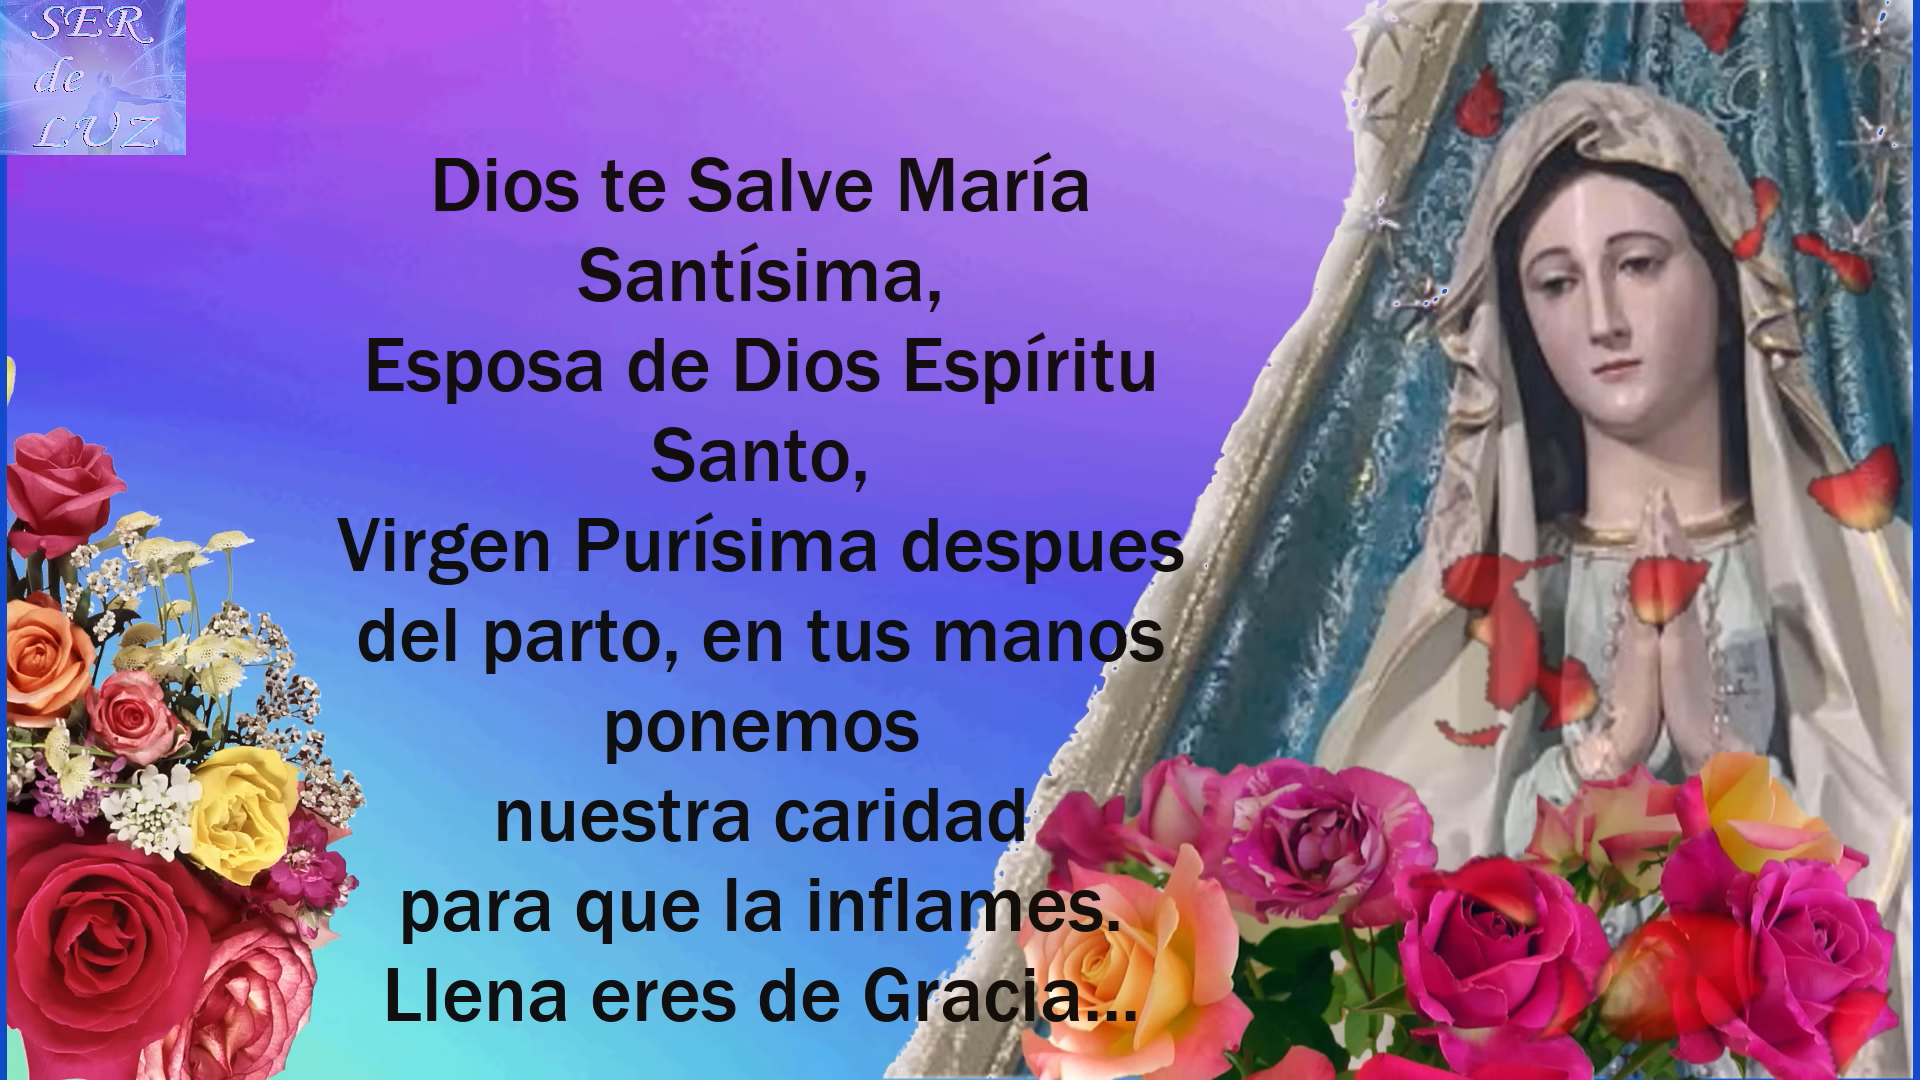 SER
de
LUZ
Dios te Salve María
Santísima,
Esposa de Dios Espíritu
Santo,
Virgen Purísima despues
del parto, en tus manos
ponemos
nuestra caridad
para que la inflames.
Llena eres de Gracia...